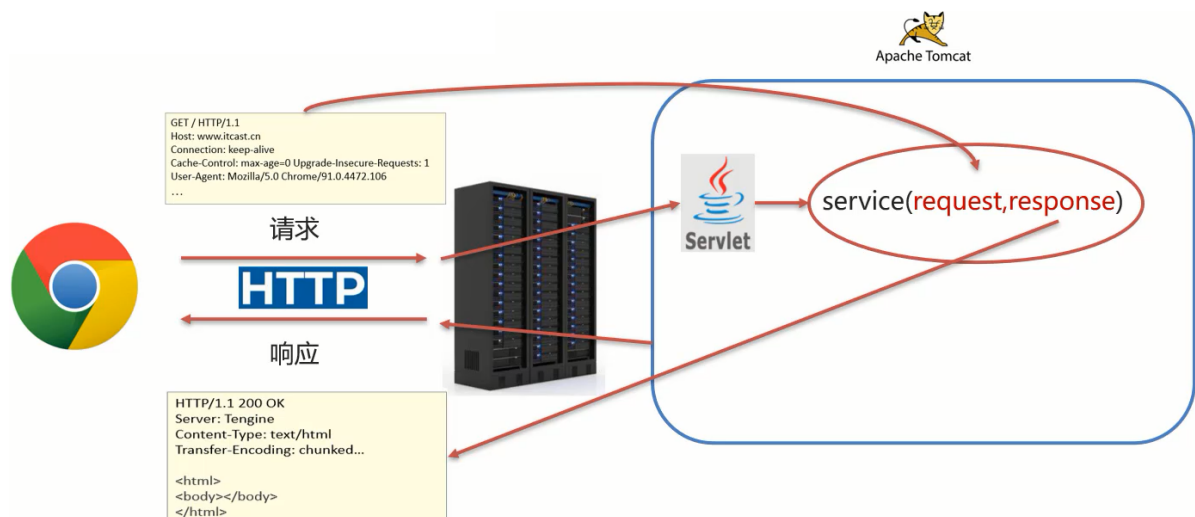 Apache Tomcat
GET / HTTP/1.1
Host: www.itcast.cn
Connection: keep-alive
Cache-Control: max-age=0 Upgrade-Insecure-Requests: 1
User-Agent: Mozilla/5.0 Chrome/91.0.4472.106
...
请求
HTTP
响应
Servlet
service(request,response)
HTTP/1.1 200 OK
Server: Tengine
Content-Type: text/html
Transfer-Encoding: chunked...
<html>
<body></body>
</html>